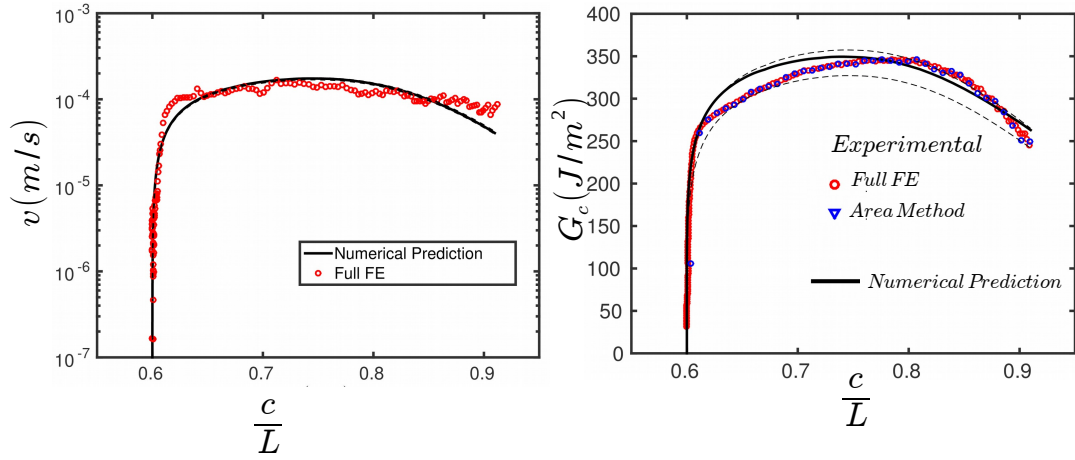 10⁻³
10⁻⁴
10⁻⁵
10⁻⁶
10⁻⁷
v(m/s)
Numerical Prediction
Full FE
0.6 0.7 0.8 0.9
c/L
400
350
300
250
200
150
100
50
0
G_c(J/m²)
Experimental
Full FE
Area Method
Numerical Prediction
0.6 0.7 0.8 0.9
c/L